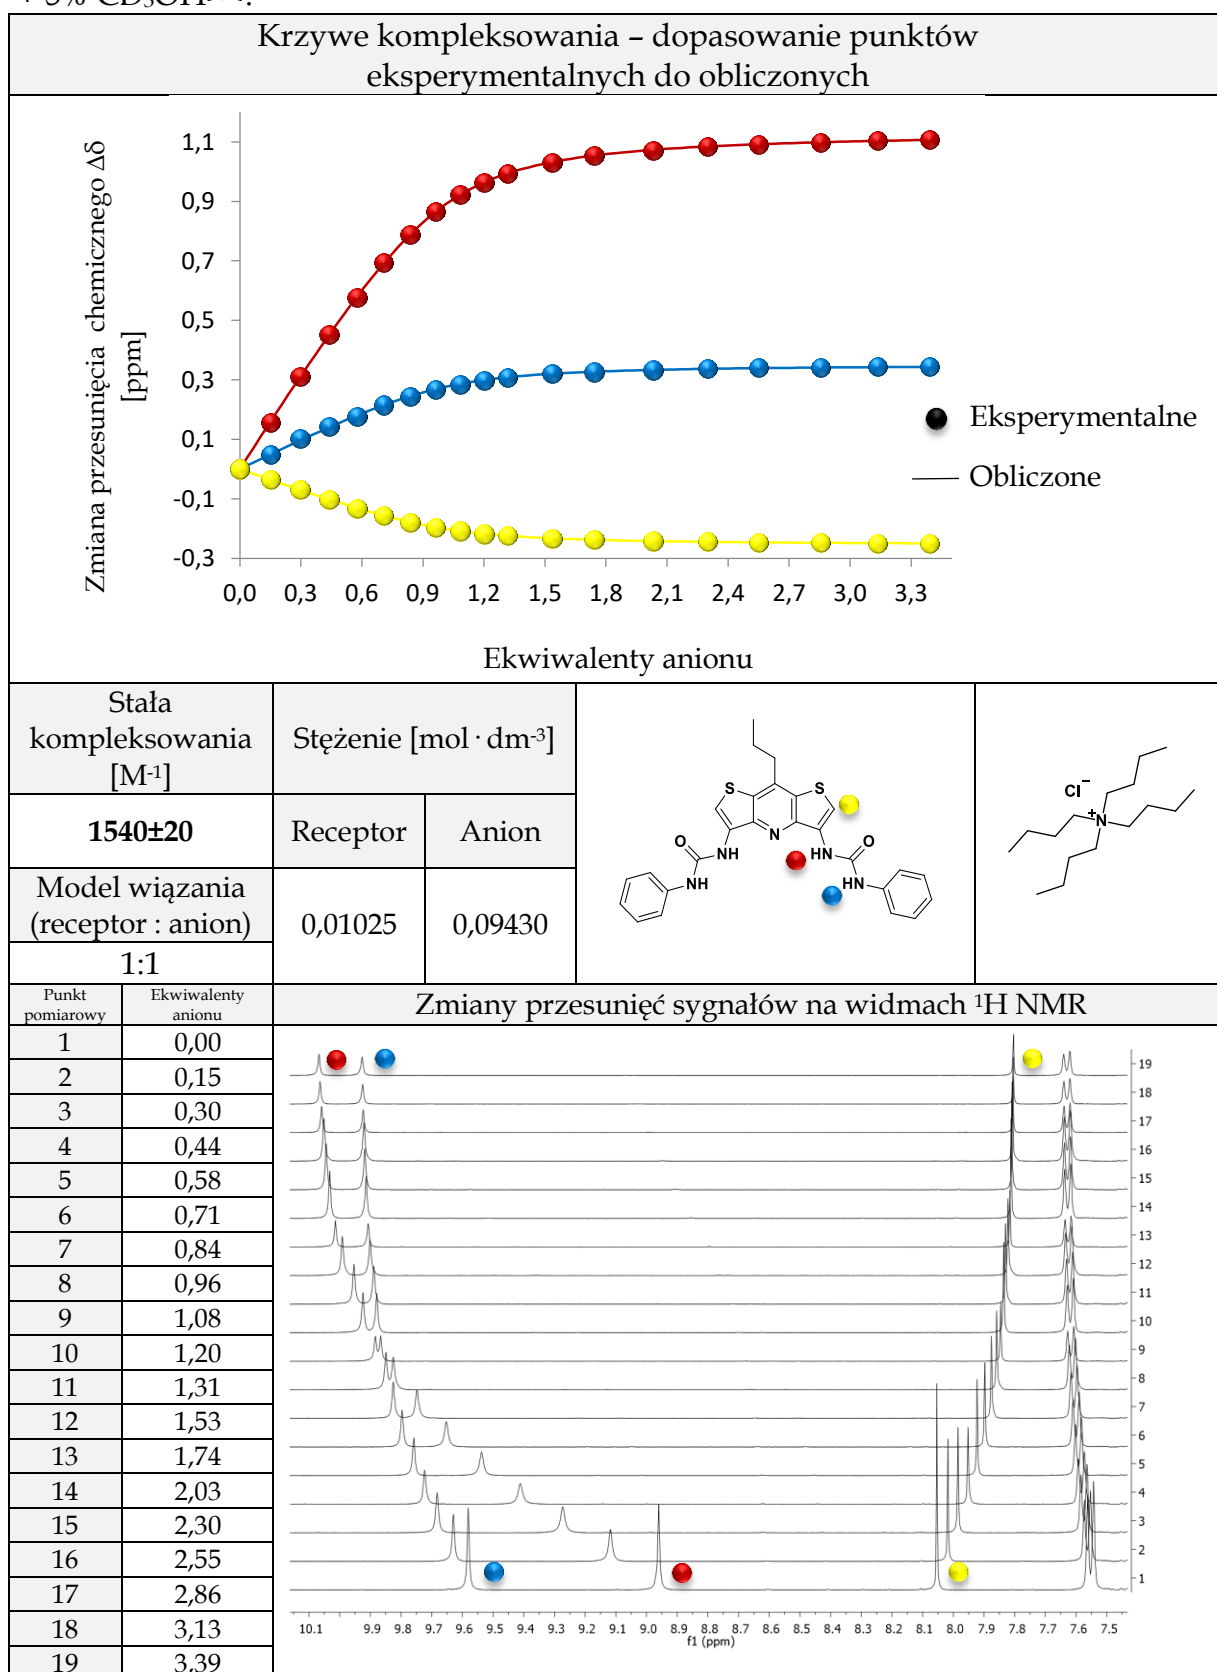 + 5% CD₃OH
Krzywe kompleksowania – dopasowanie punktów
eksperymentalnych do obliczonych
Zmiana przesunięcia chemicznego Δδ
[ppm]
1,1
0,9
0,7
0,5
0,3
0,1
-0,1
-0,3
0,0 0,3 0,6 0,9 1,2 1,5 1,8 2,1 2,4 2,7 3,0 3,3
Ekwiwalenty anionu
Eksperymentalne
Obliczone
Stała
kompleksowania
[M⁻¹]
Stężenie [mol · dm⁻³]
1540±20
Receptor Anion
Model wiązania
(receptor : anion)
0,01025 0,09430
1:1
S S
N
O NH NH
HN HN O
Cl⁻
N⁺
Punkt
pomiarowy
Ekwiwalenty
anionu
Zmiany przesunięć sygnałów na widmach ¹H NMR
1 0,00
2 0,15
3 0,30
4 0,44
5 0,58
6 0,71
7 0,84
8 0,96
9 1,08
10 1,20
11 1,31
12 1,53
13 1,74
14 2,03
15 2,30
16 2,55
17 2,86
18 3,13
19 3,39
19
18
17
16
15
14
13
12
11
10
9
8
7
6
5
4
3
2
1
10.1 9.9 9.8 9.7 9.6 9.5 9.4 9.3 9.2 9.1 9.0 8.9 8.8 8.7 8.6 8.5 8.4 8.3 8.2 8.1 8.0 7.9 7.8 7.7 7.6 7.5
f1 (ppm)